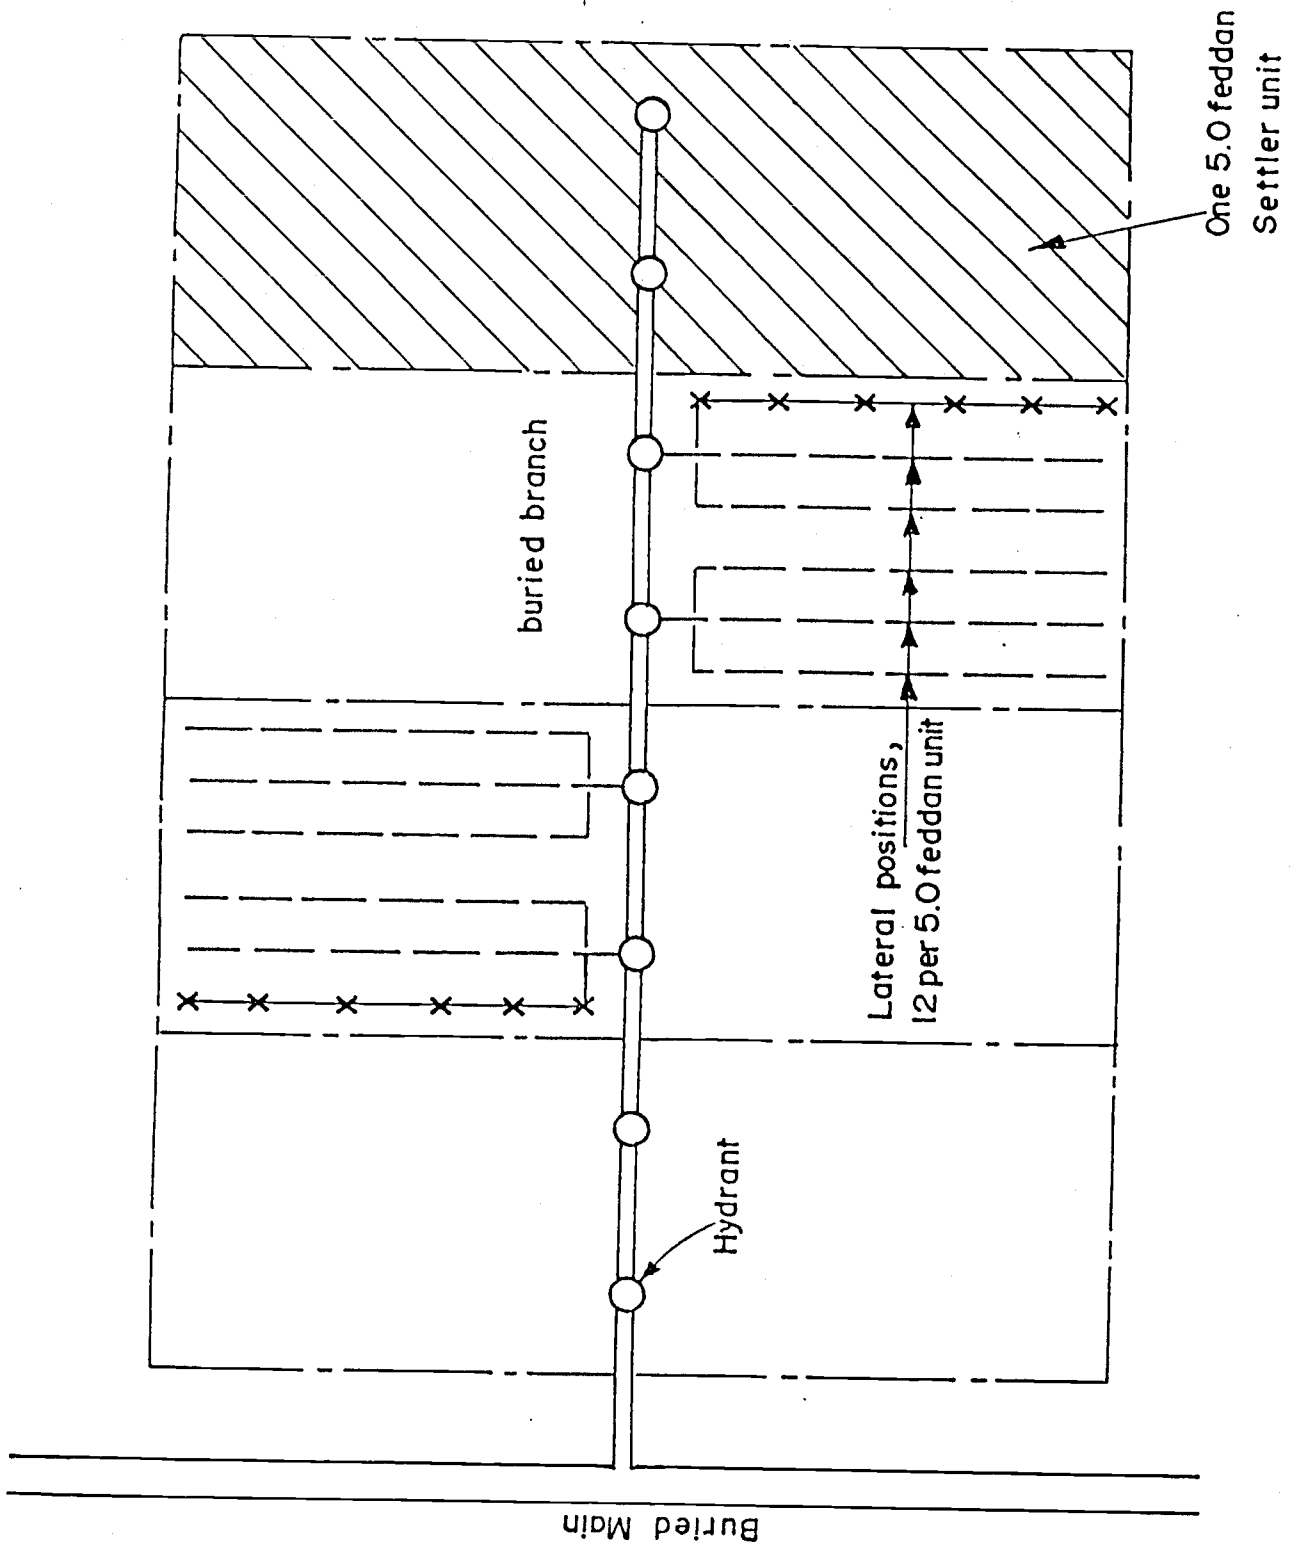 One 5.0 feddan
Settler unit
buried branch
Lateral positions,
12 per 5.0 feddan unit
Hydrant
Buried Main